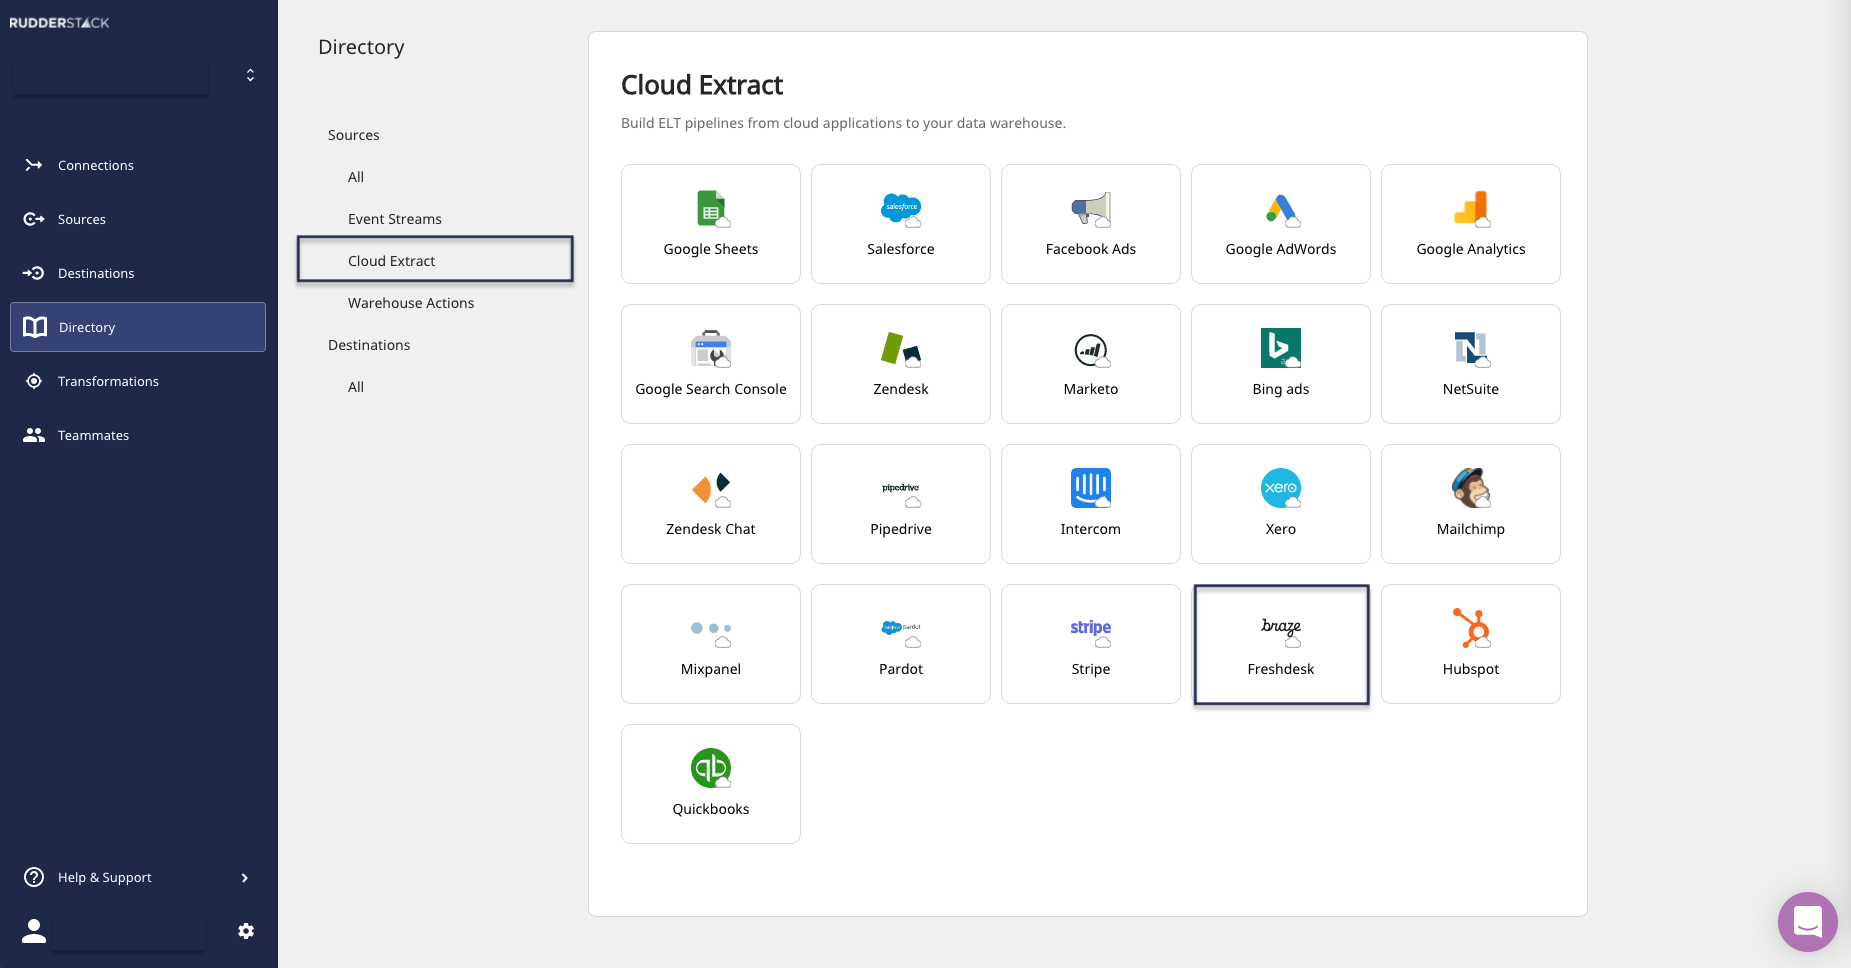 RUDDERSTACK
Connections
Sources
Destinations
Directory
Transformations
Teammates
Help & Support
Directory
Sources
All
Event Streams
Cloud Extract
Warehouse Actions
Destinations
All
Cloud Extract
Build ELT pipelines from cloud applications to your data warehouse.
salesforce
Google Sheets
Salesforce
Facebook Ads
Google AdWords
Google Analytics
Google Search Console
Zendesk
Marketo
Bing ads
NetSuite
pipedrive
xero
Zendesk Chat
Pipedrive
Intercom
Xero
Mailchimp
pardot
stripe
braze
Mixpanel
Pardot
Stripe
Freshdesk
Hubspot
qb
Quickbooks